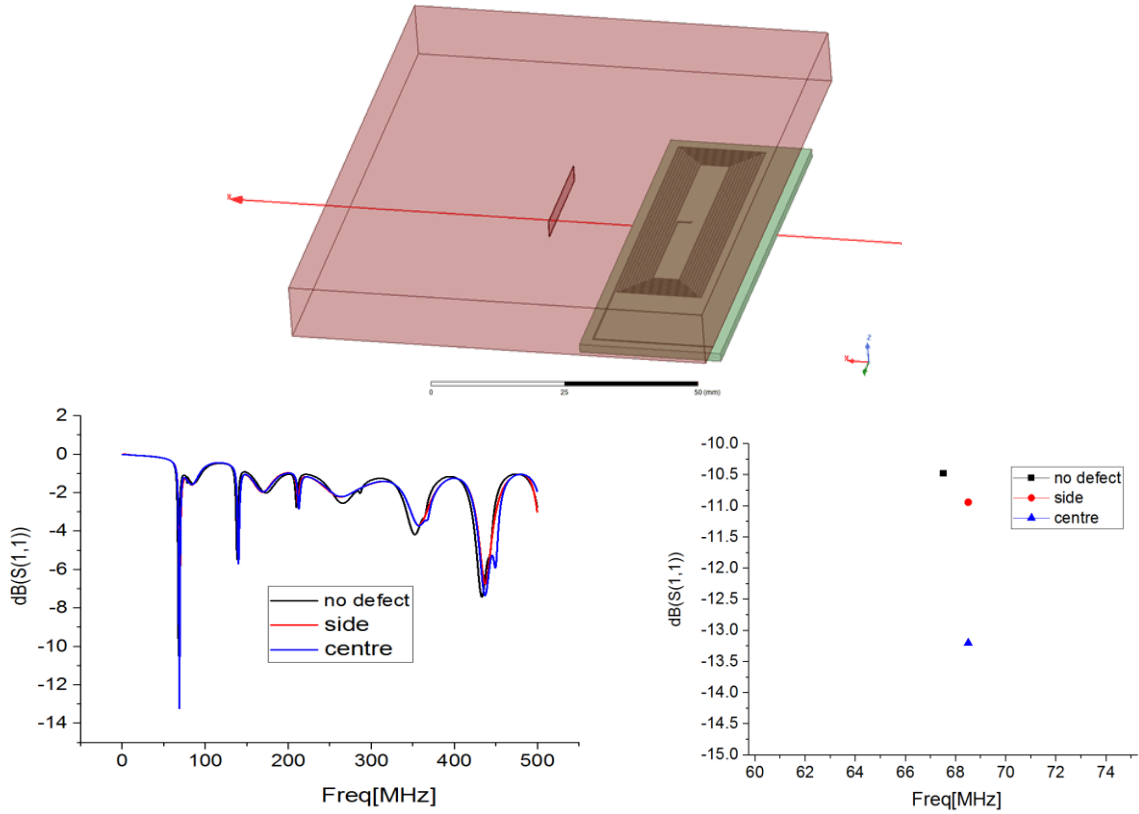 x
z
x
0
25
50 (mm)
2
0
-2
-4
-6
-8
-10
-12
-14
dB(S(1,1))
no defect
side
centre
0
100
200
300
400
500
Freq[MHz]
-10.0
-10.5
-11.0
-11.5
-12.0
-12.5
-13.0
-13.5
-14.0
-14.5
-15.0
dB(S(1,1))
no defect
side
centre
60
62
64
66
68
70
72
74
Freq[MHz]